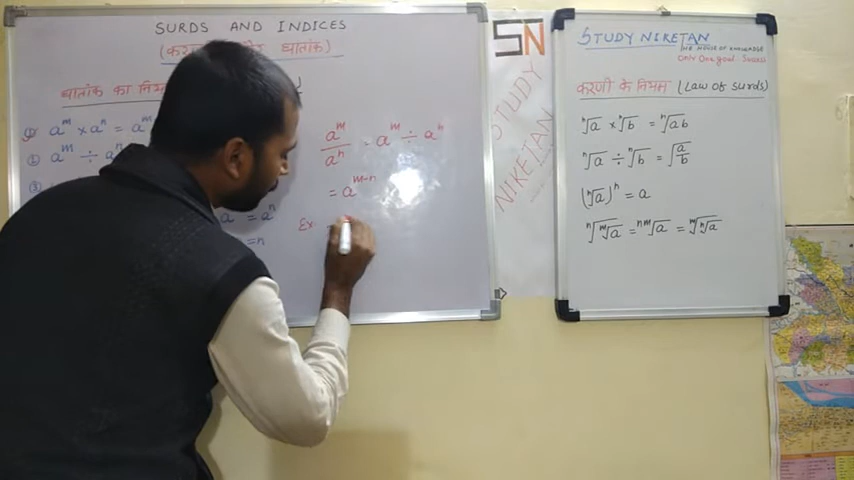 SURDS AND INDICES
(करणी और घातांक)
घातांक का नियम
① aᵐ × aⁿ = aᵐ
② aᵐ ÷ aⁿ
③
a = aⁿ
= n
aᵐ/aⁿ = aᵐ ÷ aⁿ
= aᵐ⁻ⁿ
Ex
SN
STUDY
NIKETAN
STUDY NIKETAN
THE HOUSE OF KNOWLEDGE
Only One goal. Success
करणी के नियम (Law of Surds)
ⁿ√a × ⁿ√b = ⁿ√ab
ⁿ√a ÷ ⁿ√b = ⁿ√a/b
(ⁿ√a)ⁿ = a
ⁿ√ᵐ√a = ⁿᵐ√a = ᵐ√ⁿ√a